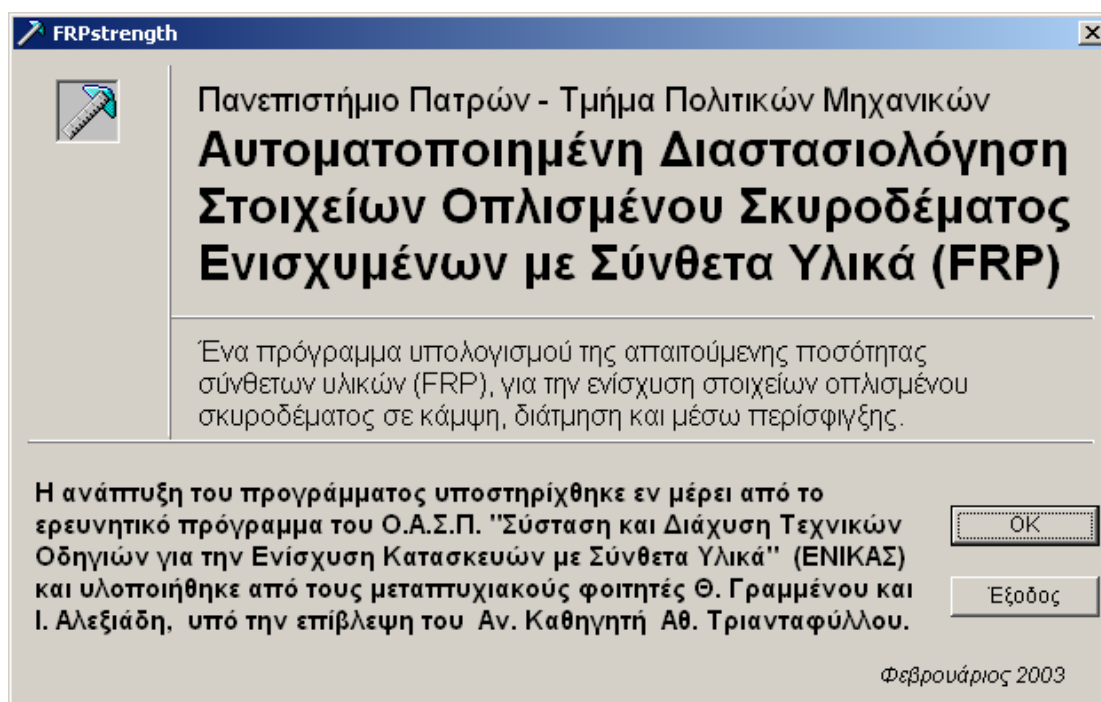 FRPstrength
Πανεπιστήμιο Πατρών - Τμήμα Πολιτικών Μηχανικών
Αυτοματοποιημένη Διαστασιολόγηση
Στοιχείων Οπλισμένου Σκυροδέματος
Ενισχυμένων με Σύνθετα Υλικά (FRP)
Ένα πρόγραμμα υπολογισμού της απαιτούμενης ποσότητας
σύνθετων υλικών (FRP), για την ενίσχυση στοιχείων οπλισμένου
σκυροδέματος σε κάμψη, διάτμηση και μέσω περίσφιγξης.
Η ανάπτυξη του προγράμματος υποστηρίχθηκε εν μέρει από το
ερευνητικό πρόγραμμα του Ο.Α.Σ.Π. "Σύσταση και Διάχυση Τεχνικών
Οδηγιών για την Ενίσχυση Κατασκευών με Σύνθετα Υλικά" (ΕΝΙΚΑΣ)
και υλοποιήθηκε από τους μεταπτυχιακούς φοιτητές Θ. Γραμμένου και
Ι. Αλεξιάδη, υπό την επίβλεψη του Αν. Καθηγητή Αθ. Τριανταφύλλου.
OK
Έξοδος
Φεβρουάριος 2003